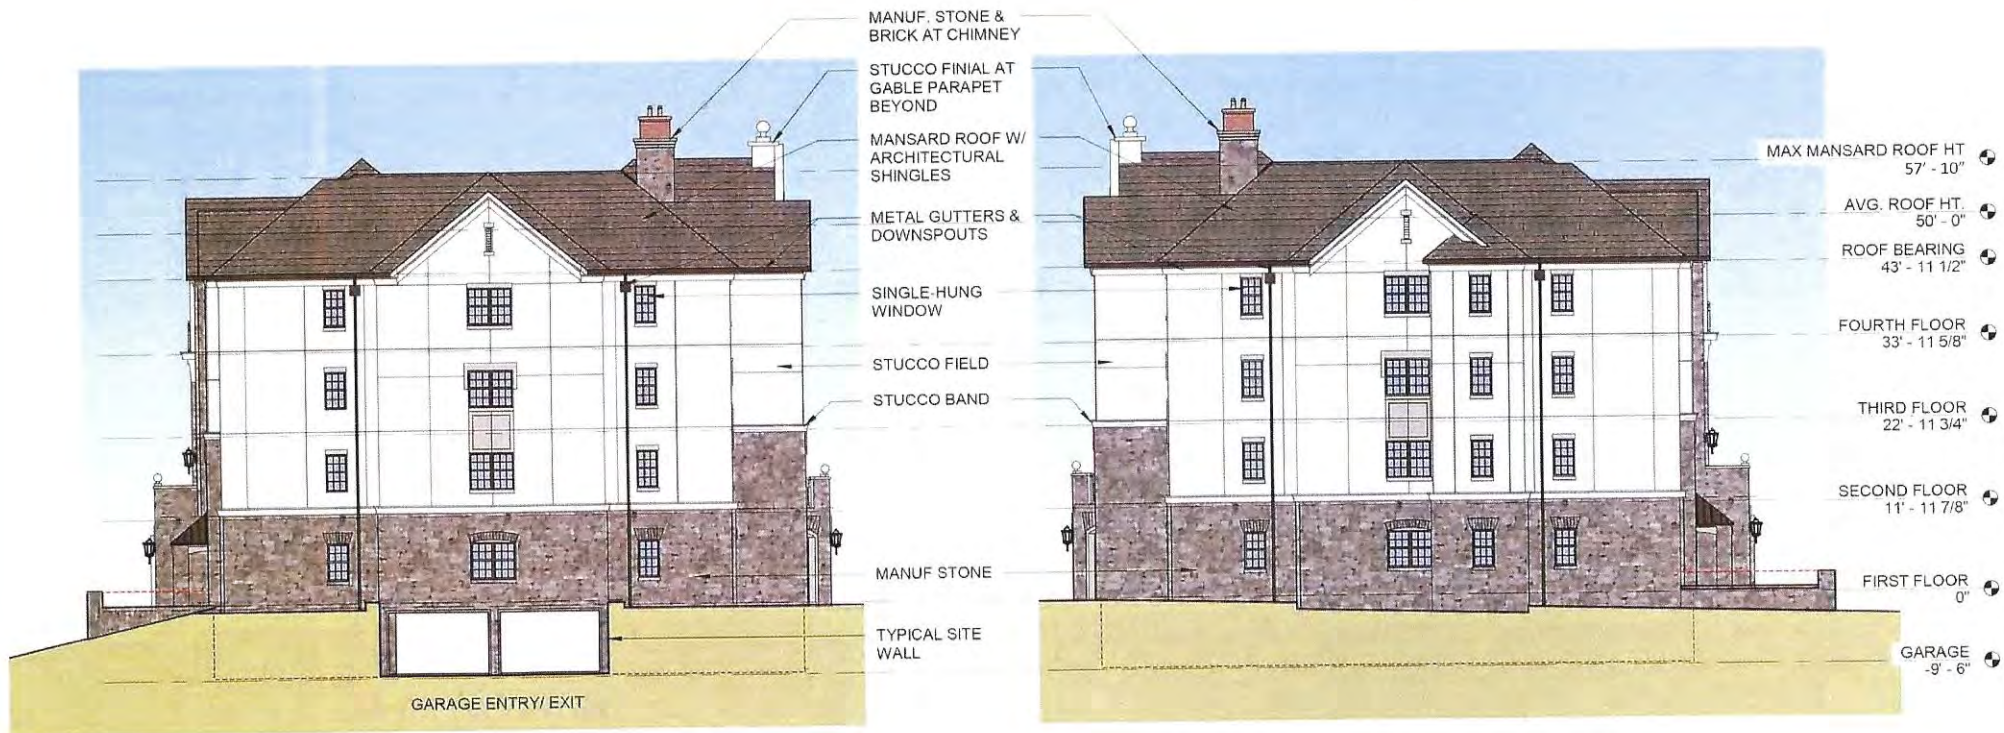 MANUF. STONE &
BRICK AT CHIMNEY
STUCCO FINIAL AT
GABLE PARAPET
BEYOND
MANSARD ROOF W/
ARCHITECTURAL
SHINGLES
METAL GUTTERS &
DOWNSPOUTS
SINGLE-HUNG
WINDOW
STUCCO FIELD
STUCCO BAND
MANUF STONE
TYPICAL SITE
WALL
GARAGE ENTRY/ EXIT
MAX MANSARD ROOF HT
57' - 10"
AVG. ROOF HT.
50' - 0"
ROOF BEARING
43' - 11 1/2"
FOURTH FLOOR
33' - 11 5/8"
THIRD FLOOR
22' - 11 3/4"
SECOND FLOOR
11' - 11 7/8"
FIRST FLOOR
0"
GARAGE
-9' - 6"